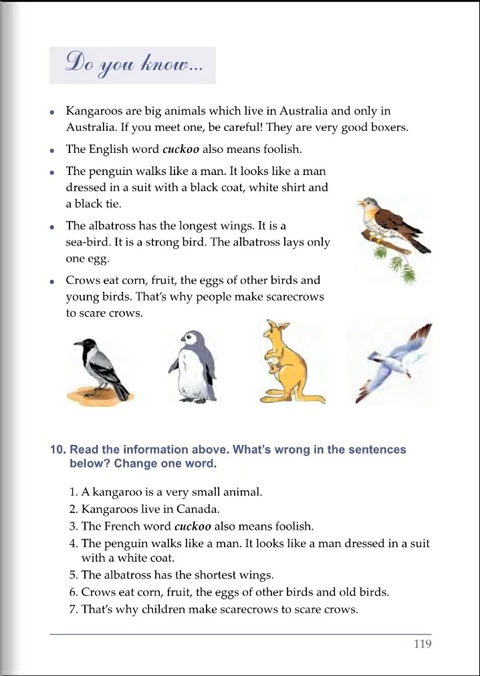 Do you know...
• Kangaroos are big animals which live in Australia and only in
Australia. If you meet one, be careful! They are very good boxers.
• The English word cuckoo also means foolish.
• The penguin walks like a man. It looks like a man
dressed in a suit with a black coat, white shirt and
a black tie.
• The albatross has the longest wings. It is a
sea-bird. It is a strong bird. The albatross lays only
one egg.
• Crows eat corn, fruit, the eggs of other birds and
young birds. That's why people make scarecrows
to scare crows.
10. Read the information above. What's wrong in the sentences
below? Change one word.
1. A kangaroo is a very small animal.
2. Kangaroos live in Canada.
3. The French word cuckoo also means foolish.
4. The penguin walks like a man. It looks like a man dressed in a suit
with a white coat.
5. The albatross has the shortest wings.
6. Crows eat corn, fruit, the eggs of other birds and old birds.
7. That's why children make scarecrows to scare crows.
119